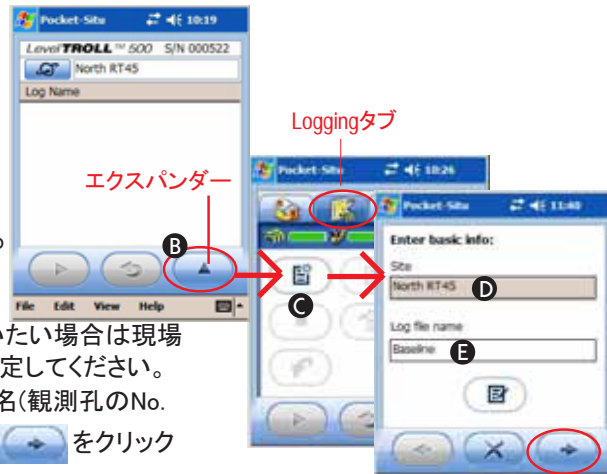 Pocket-Situ 10:19
LevelTROLL™ 500 S/N 000522
North RT45
Log Name
エクスパンダー
B
File Edit View Help
Loggingタブ
Pocket-Situ 10:26
C
Pocket-Situ 11:40
Enter basic info:
Site
North RT45 D
Log file name
Baseline E
いたい場合は現場
定してください。
名(観測孔のNo.
をクリック